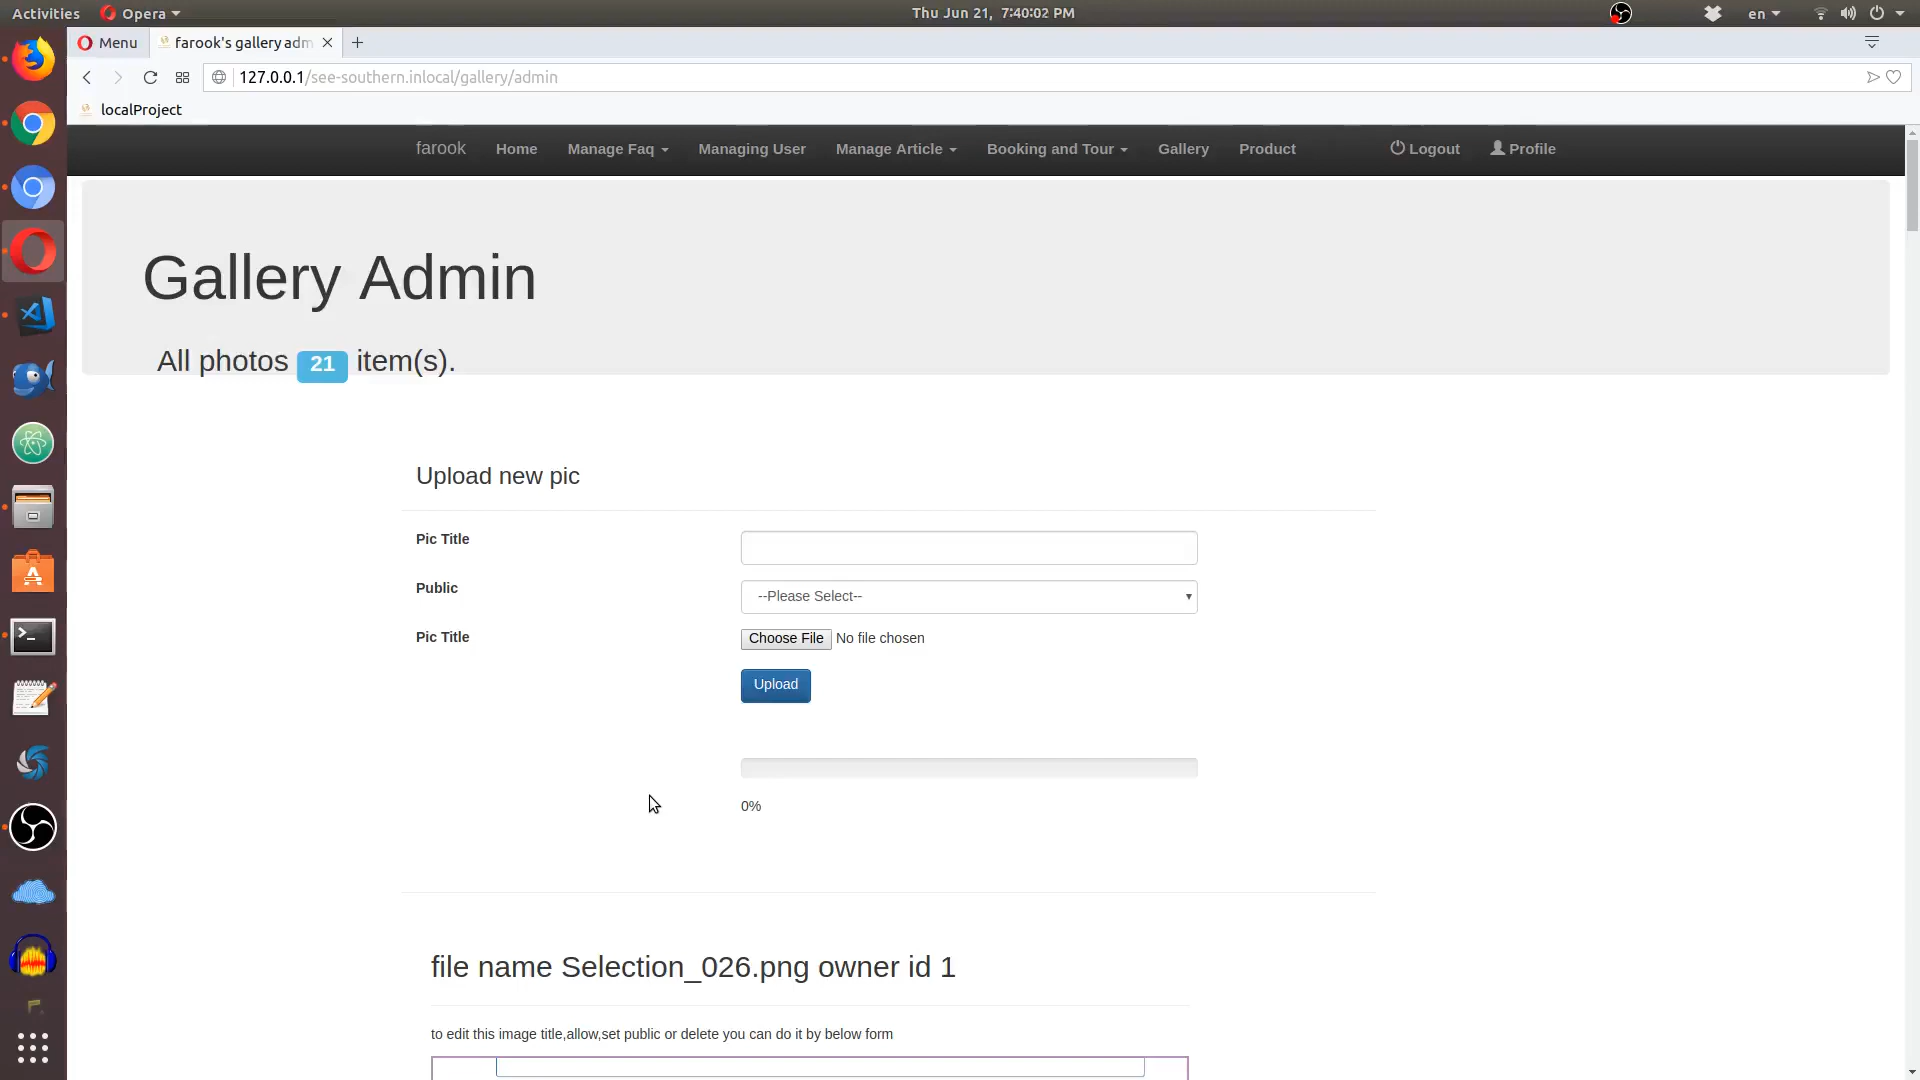 Activities Opera Thu Jun 21, 7:40:02 PM en
Menu farook's gallery adm
127.0.0.1/see-southern.inlocal/gallery/admin
localProject
farook Home Manage Faq Managing User Manage Article Booking and Tour Gallery Product Logout Profile
Gallery Admin
All photos 21 item(s).
Upload new pic
Pic Title
Public --Please Select--
Pic Title Choose File No file chosen
Upload
0%
file name Selection_026.png owner id 1
to edit this image title,allow,set public or delete you can do it by below form